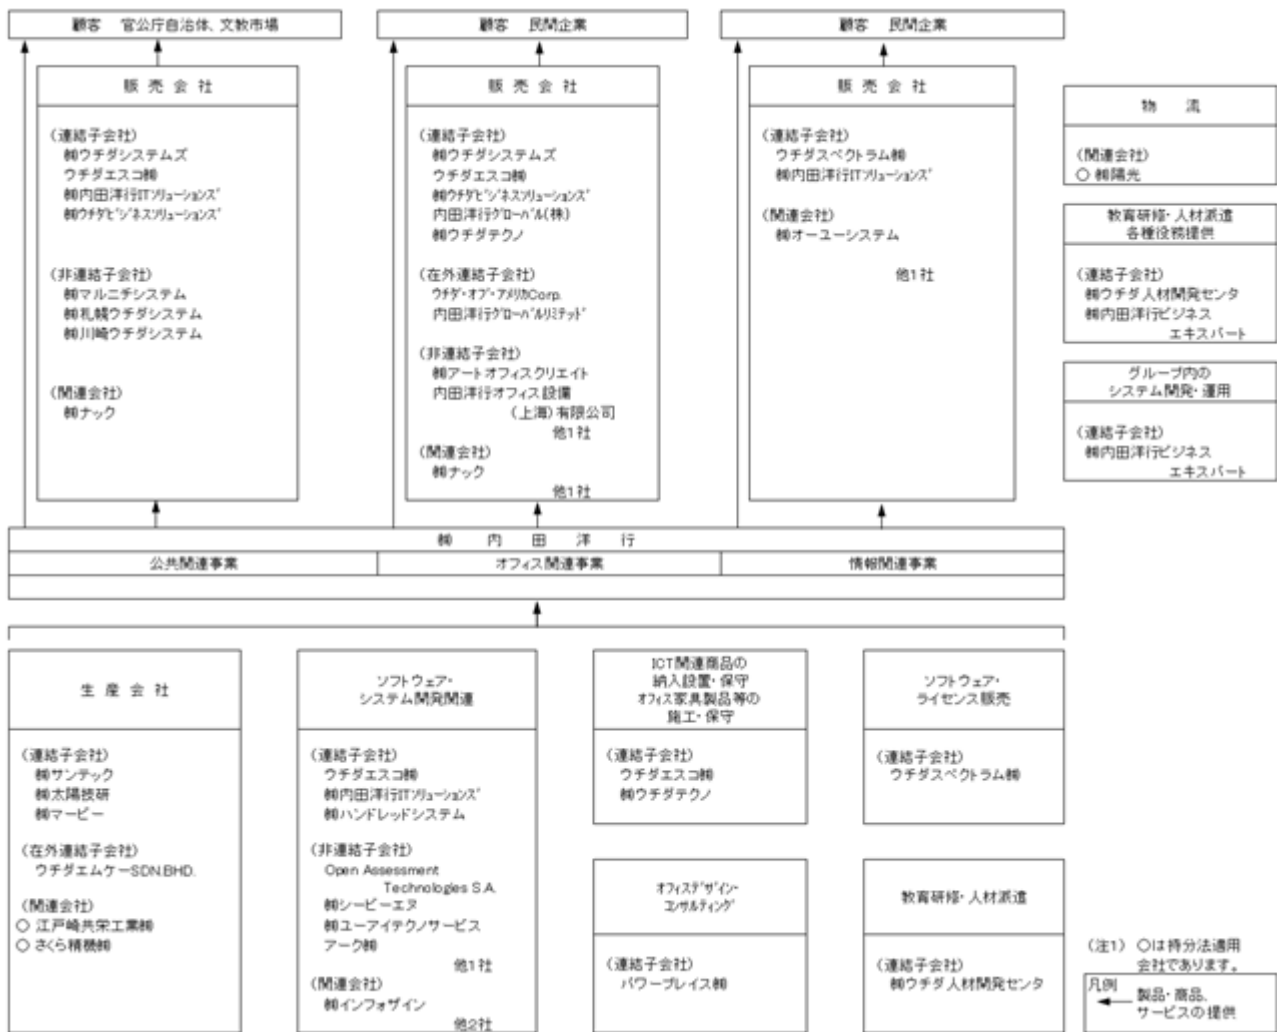 顧客 官公庁自治体、文教市場
販売会社
(連結子会社)
㈱ウチダシステムズ
ウチダエスコ㈱
㈱内田洋行ITソリューションズ
㈱ウチダビジネスソリューションズ
(非連結子会社)
㈱マルニチシステム
㈱札幌ウチダシステム
㈱川崎ウチダシステム
(関連会社)
㈱ナック
顧客 民間企業
販売会社
(連結子会社)
㈱ウチダシステムズ
ウチダエスコ㈱
㈱ウチダビジネスソリューションズ
内田洋行グローバル(株)
㈱ウチダテクノ
(在外連結子会社)
ウチダ・オブ・アメリカCorp.
内田洋行グローバルリミテッド
(非連結子会社)
㈱アートオフィスクリエイト
内田洋行オフィス設備
(上海)有限公司
他1社
(関連会社)
㈱ナック
他1社
顧客 民間企業
販売会社
(連結子会社)
ウチダスペクトラム㈱
㈱内田洋行ITソリューションズ
(関連会社)
㈱オーユーシステム
他1社
物流
(関連会社)
○ ㈱陽光
教育研修・人材派遣
各種役務提供
(連結子会社)
㈱ウチダ人材開発センタ
㈱内田洋行ビジネス
エキスパート
グループ内の
システム開発・運用
(連結子会社)
㈱内田洋行ビジネス
エキスパート
㈱内田洋行
公共関連事業
オフィス関連事業
情報関連事業
生産会社
(連結子会社)
㈱サンテック
㈱太陽技研
㈱マービー
(在外連結子会社)
ウチダエムケーSDN.BHD.
(関連会社)
○ 江戸崎共栄工業㈱
○ さくら精機㈱
ソフトウェア・
システム開発関連
(連結子会社)
ウチダエスコ㈱
㈱内田洋行ITソリューションズ
㈱ハンドレッドシステム
(非連結子会社)
Open Assessment
Technologies S.A.
㈱シービーエヌ
㈱ユーアイテクノサービス
アーク㈱
他1社
(関連会社)
㈱インフォザイン
他2社
ICT関連商品の
納入設置・保守
オフィス家具製品等の
施工・保守
(連結子会社)
ウチダエスコ㈱
㈱ウチダテクノ
オフィスデザイン・
コンサルティング
(連結子会社)
パワープレイス㈱
ソフトウェア・
ライセンス販売
(連結子会社)
ウチダスペクトラム㈱
教育研修・人材派遣
(連結子会社)
㈱ウチダ人材開発センタ
(注1) ○は持分法適用
会社であります。
凡例
製品・商品、
サービスの提供